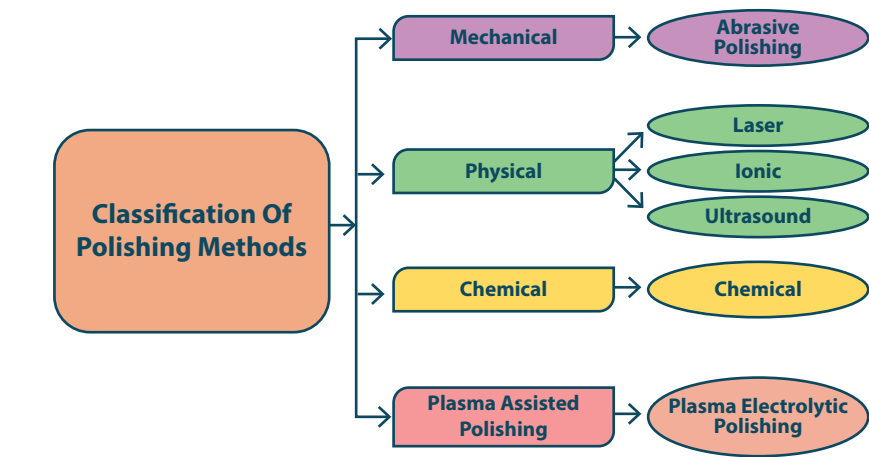 Classification Of
Polishing Methods
Mechanical
Abrasive
Polishing
Physical
Laser
Ionic
Ultrasound
Chemical
Chemical
Plasma Assisted
Polishing
Plasma Electrolytic
Polishing